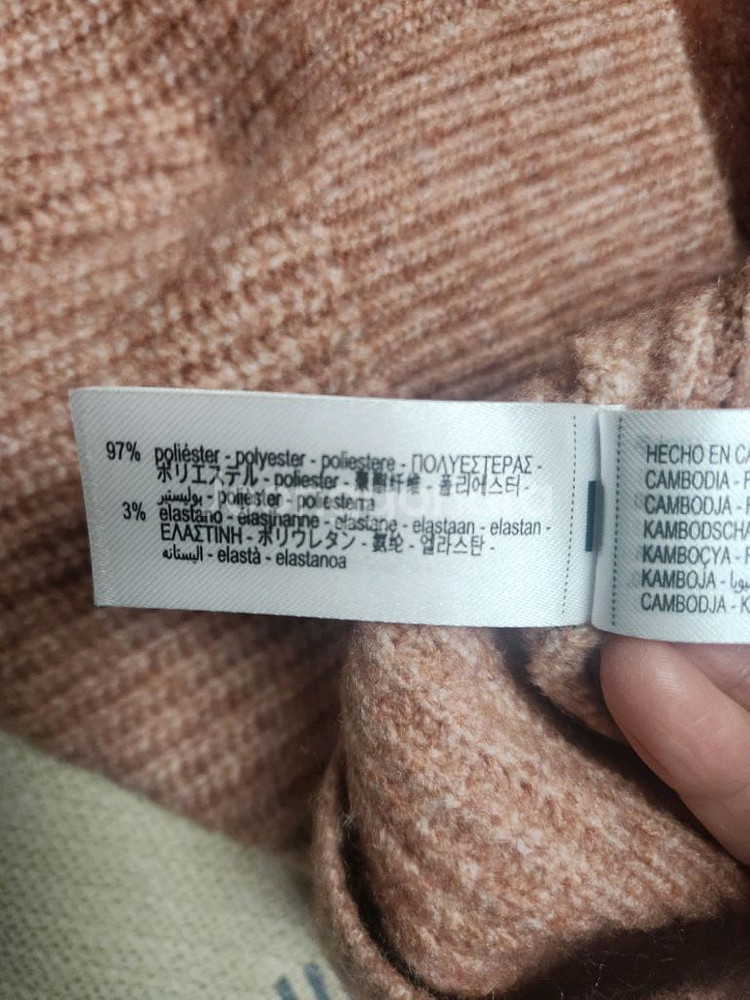 97% poliéster - polyester - poliestere - ΠΟΛΥΕΣΤΕΡΑΣ -
ポリエステル - poliester - 聚酯纤维 - 폴리에스터 -
بوليستير - polièster - poliesterra
3% elastano - élasthanne - elastane - elastaan - elastan -
ΕΛΑΣΤΙΝΗ - ポリウレタン - 氨纶 - 엘라스탄 -
اليستانه - elastà - elastanoa
HECHO EN CA
CAMBODIA - F
CAMBODJA - 
KAMBODSCHA
KAMBOÇYA - 
KAMBOJA -
CAMBODJA - K